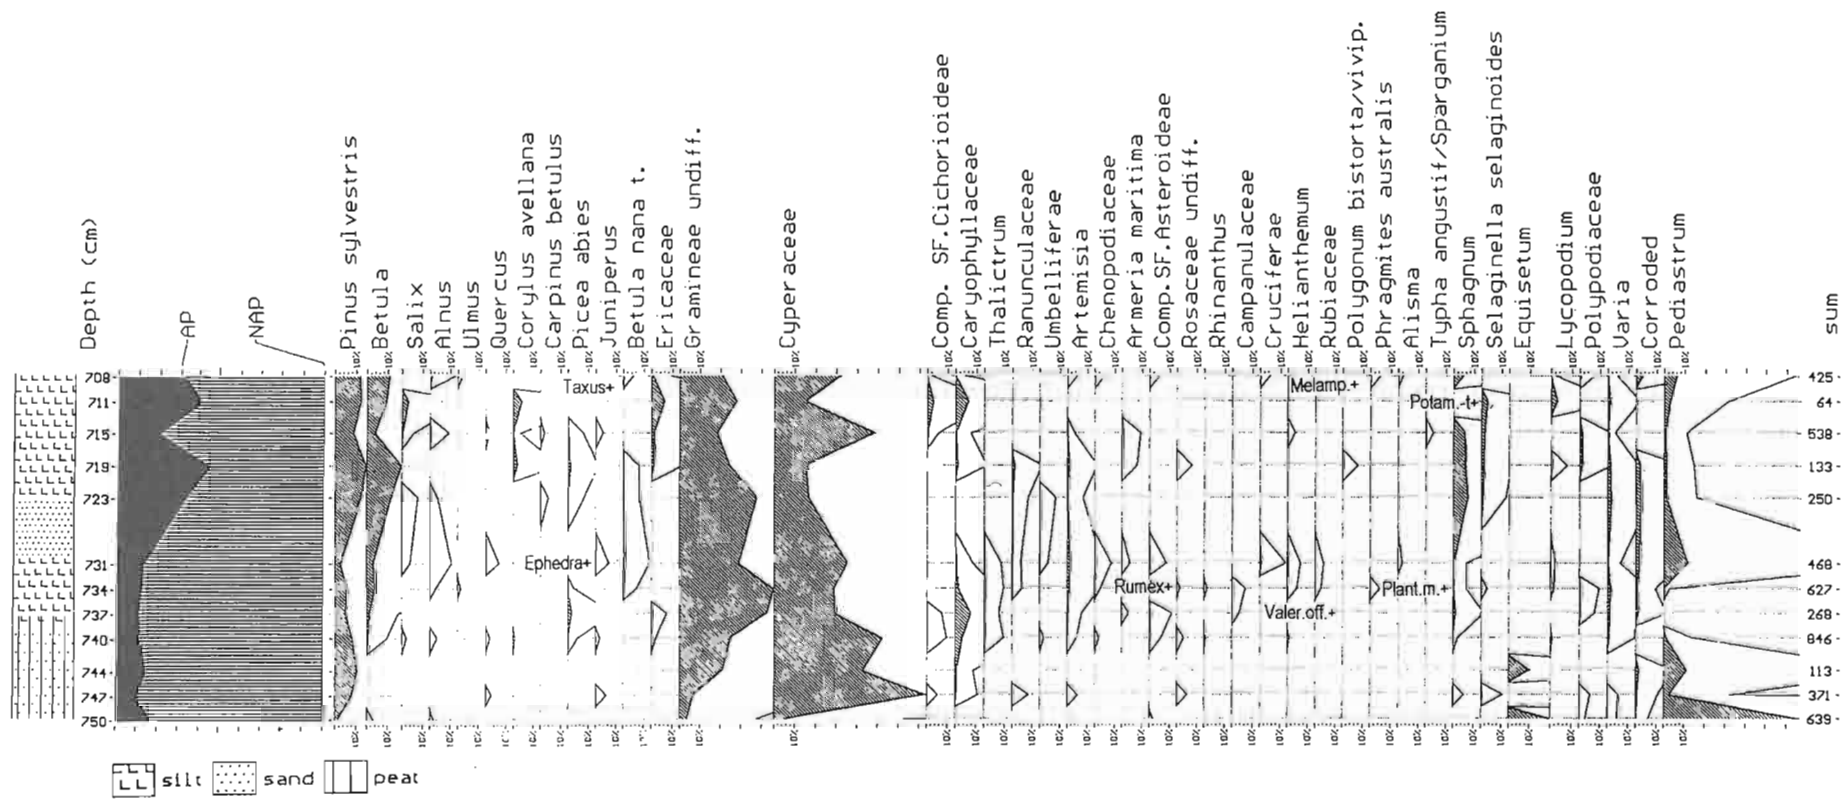 Depth (cm)
AP
NAP
Pinus sylvestris
Betula
Salix
Alnus
Ulmus
Quercus
Corylus avellana
Carpinus betulus
Picea abies
Juniperus
Betula nana t.
Ericaceae
Gramineae undiff.
Cyperaceae
Comp. SF.Cichorioideae
Caryophyllaceae
Thalictrum
Ranunculaceae
Umbelliferae
Artemisia
Chenopodiaceae
Armeria maritima
Comp.SF.Asteroideae
Rosaceae undiff.
Rhinanthus
Campanulaceae
Cruciferae
Helianthemum
Rubiaceae
Polygonum bistorta/vivip.
Phragmites australis
Alisma
Typha angustif/Sparganium
Sphagnum
Selaginella selaginoides
Equisetum
Lycopodium
Polypodiaceae
Varia
Corroded
Pediastrum
sum
708
Taxus+
Melamp.+
425
711
Potam.-t+
64
715
538
719
133
723
250
731
Ephedra+
468
734
Rumex+
Plant.m.+
627
737
Valer.off.+
268
740
846
744
113
747
371
750
639
silt
sand
peat